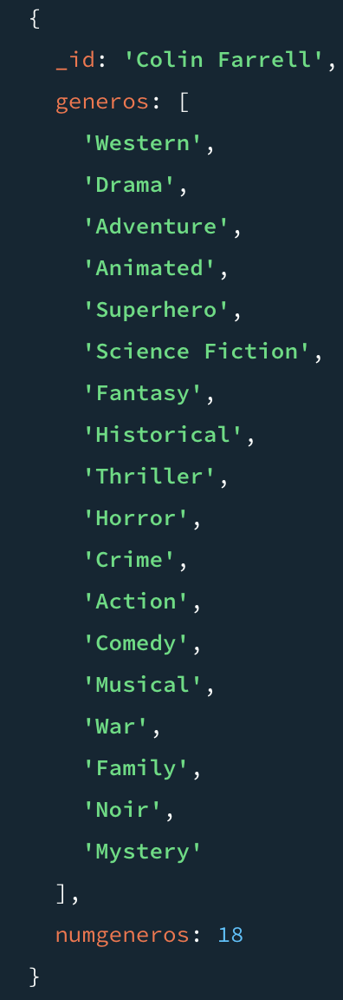 {
_id: 'Colin Farrell',
generos: [
'Western',
'Drama',
'Adventure',
'Animated',
'Superhero',
'Science Fiction',
'Fantasy',
'Historical',
'Thriller',
'Horror',
'Crime',
'Action',
'Comedy',
'Musical',
'War',
'Family',
'Noir',
'Mystery'
],
numgeneros: 18
}